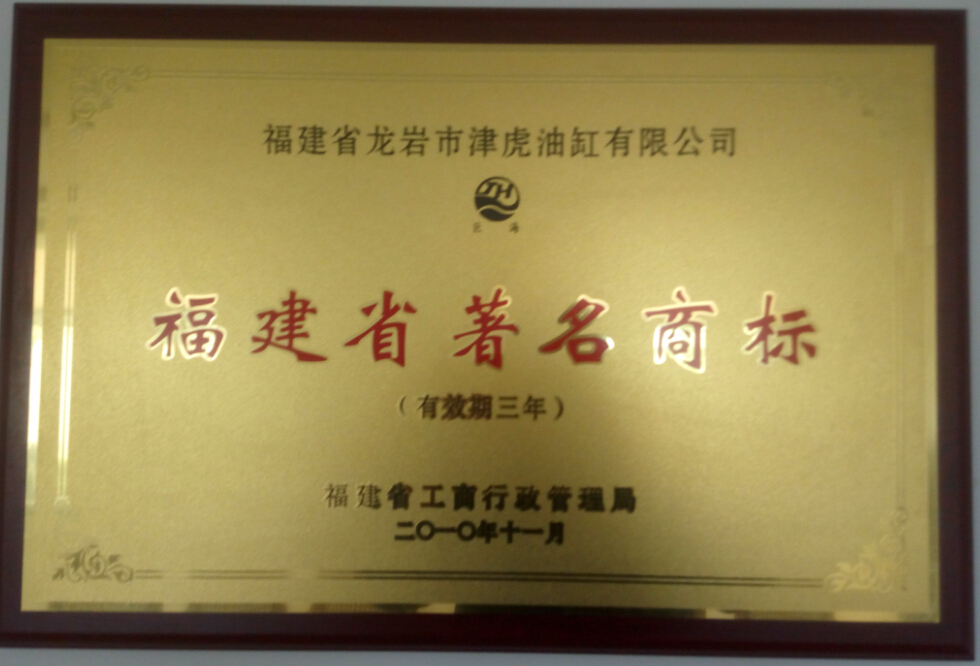 福建省龙岩市津虎油缸有限公司
JH
福建省著名商标
（有效期三年）
福建省工商行政管理局
二〇一〇年十一月